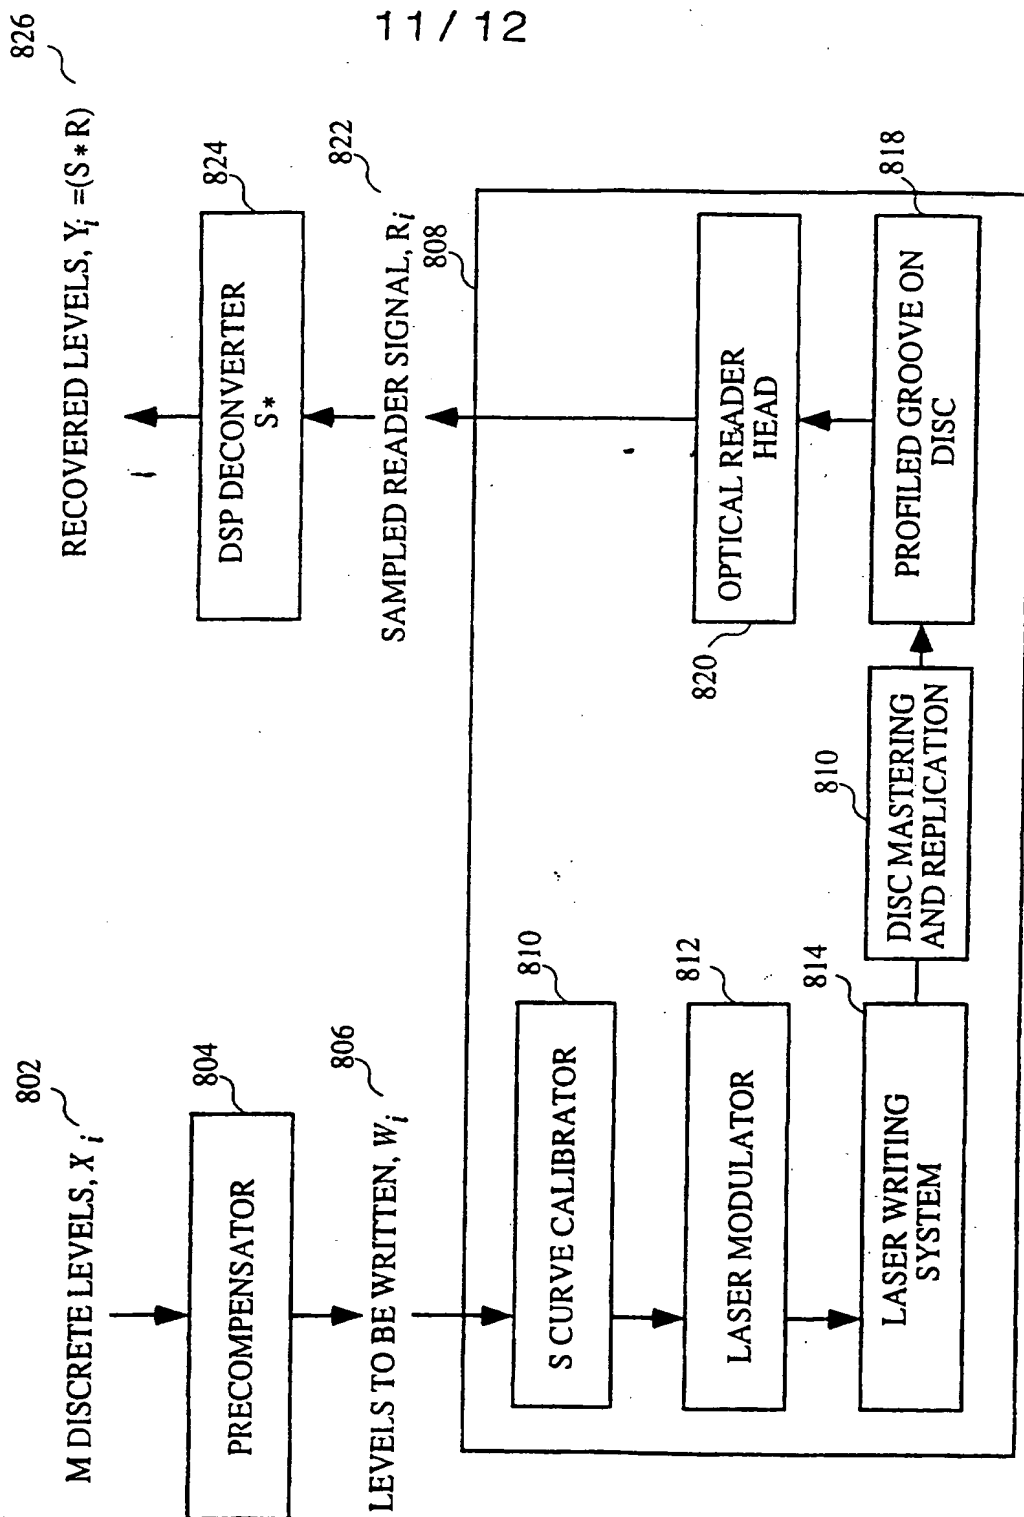 11/12
M DISCRETE LEVELS, X i
802
PRECOMPENSATOR
804
LEVELS TO BE WRITTEN, Wi
806
808
S CURVE CALIBRATOR
810
LASER MODULATOR
812
LASER WRITING
SYSTEM
814
DISC MASTERING
AND REPLICATION
810
PROFILED GROOVE ON
DISC
818
OPTICAL READER
HEAD
820
SAMPLED READER SIGNAL, Ri
822
DSP DECONVERTER
S*
824
RECOVERED LEVELS, Yi =(S*R)
826